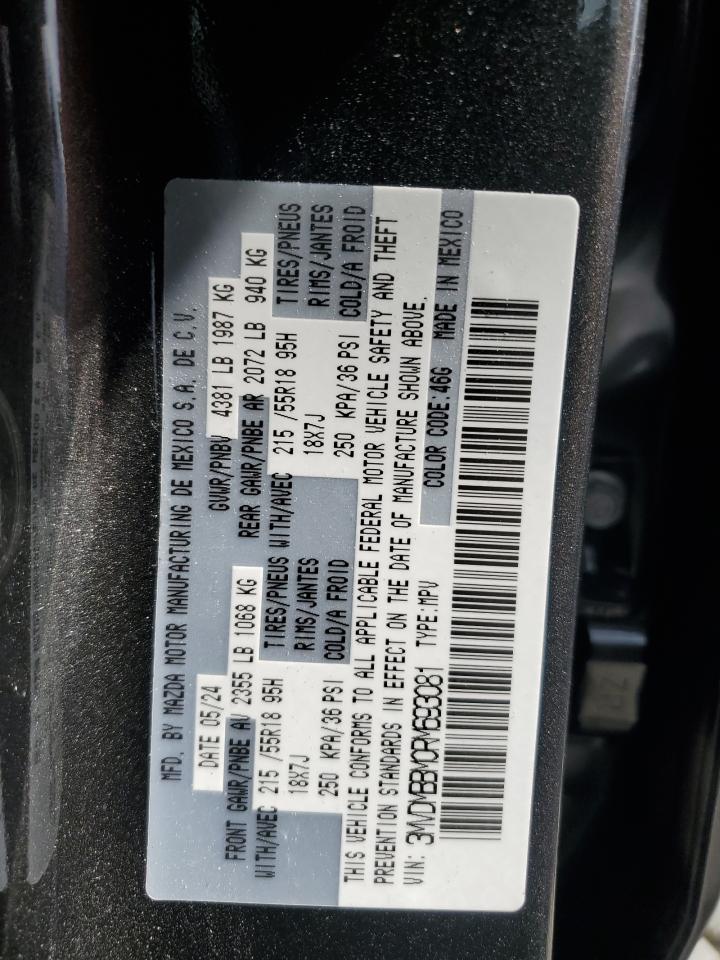 MFD. BY MAZDA MOTOR MANUFACTURING DE MEXICO S.A. DE C.V.
DATE 05/24 GVWR/PNBV 4381 LB 1987 KG
FRONT GAWR/PNBE AV 2355 LB 1068 KG REAR GAWR/PNBE AR 2072 LB 940 KG
WITH/AVEC 215 /55R18 95H TIRES/PNEUS WITH/AVEC 215 /55R18 95H TIRES/PNEUS
18X7J RIMS/JANTES 18X7J RIMS/JANTES
250 KPA/36 PSI COLD/A FROID 250 KPA/36 PSI COLD/A FROID
THIS VEHICLE CONFORMS TO ALL APPLICABLE FEDERAL MOTOR VEHICLE SAFETY AND THEFT
PREVENTION STANDARDS IN EFFECT ON THE DATE OF MANUFACTURE SHOWN ABOVE.
VIN: 3MVDMBBM0RM693081 TYPE:MPV COLOR CODE:46G MADE IN MEXICO